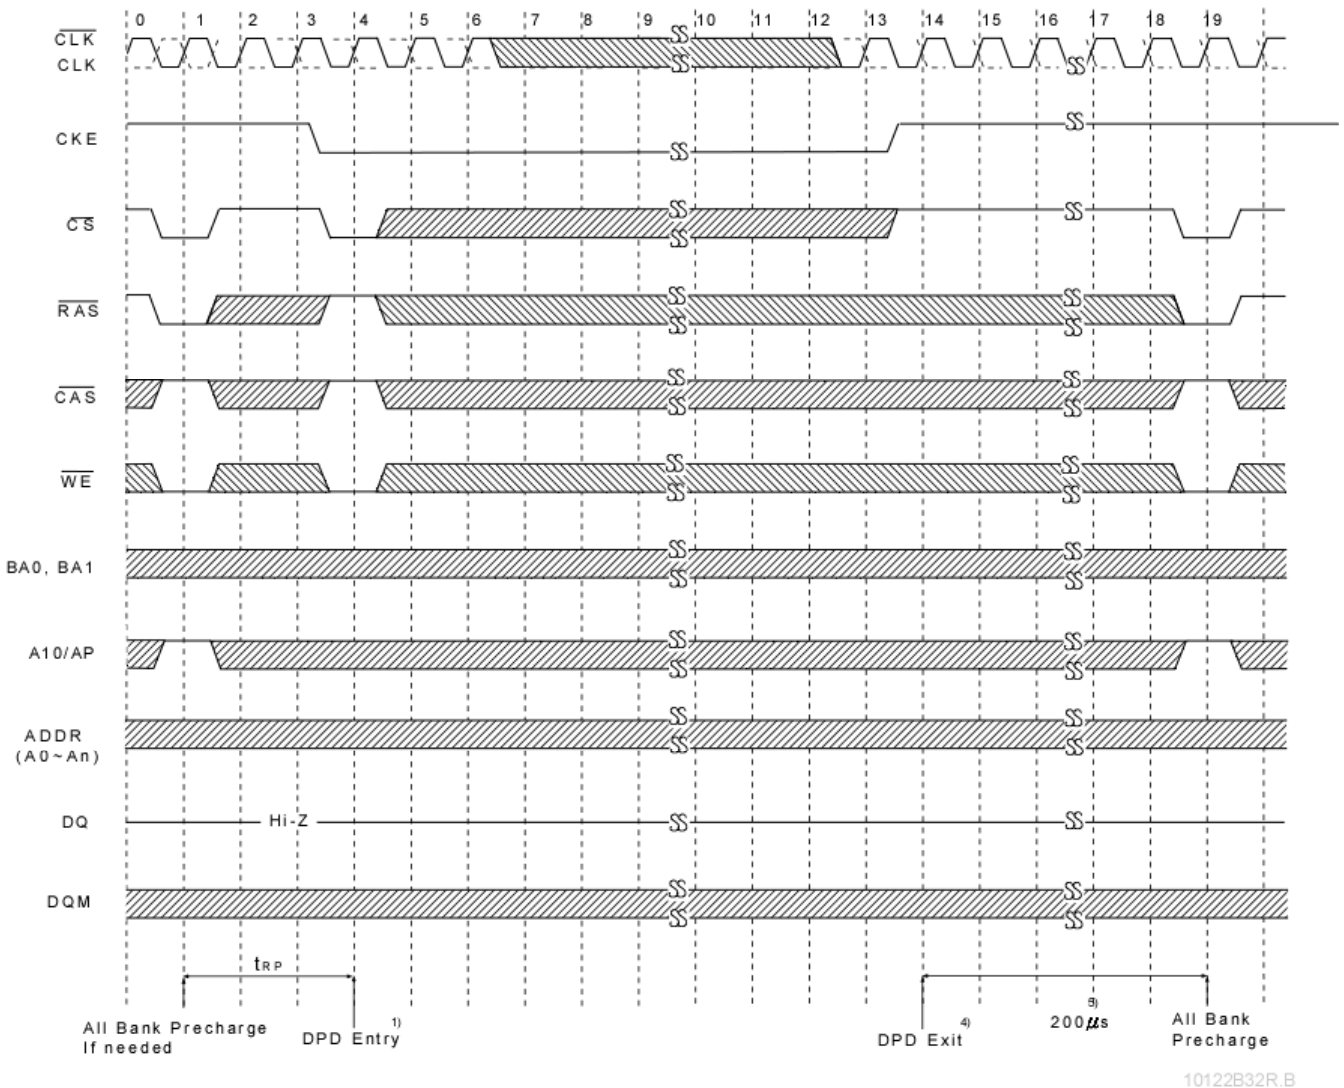 0 1 2 3 4 5 6 7 8 9 10 11 12 13 14 15 16 17 18 19
CLK
CLK
CKE
CS
RAS
CAS
WE
BA0, BA1
A10/AP
ADDR
(A0~An)
DQ
Hi-Z
DQM
tRP
All Bank Precharge
If needed
DPD Entry 1)
DPD Exit 4)
200µs
All Bank
Precharge
10122B32R.B